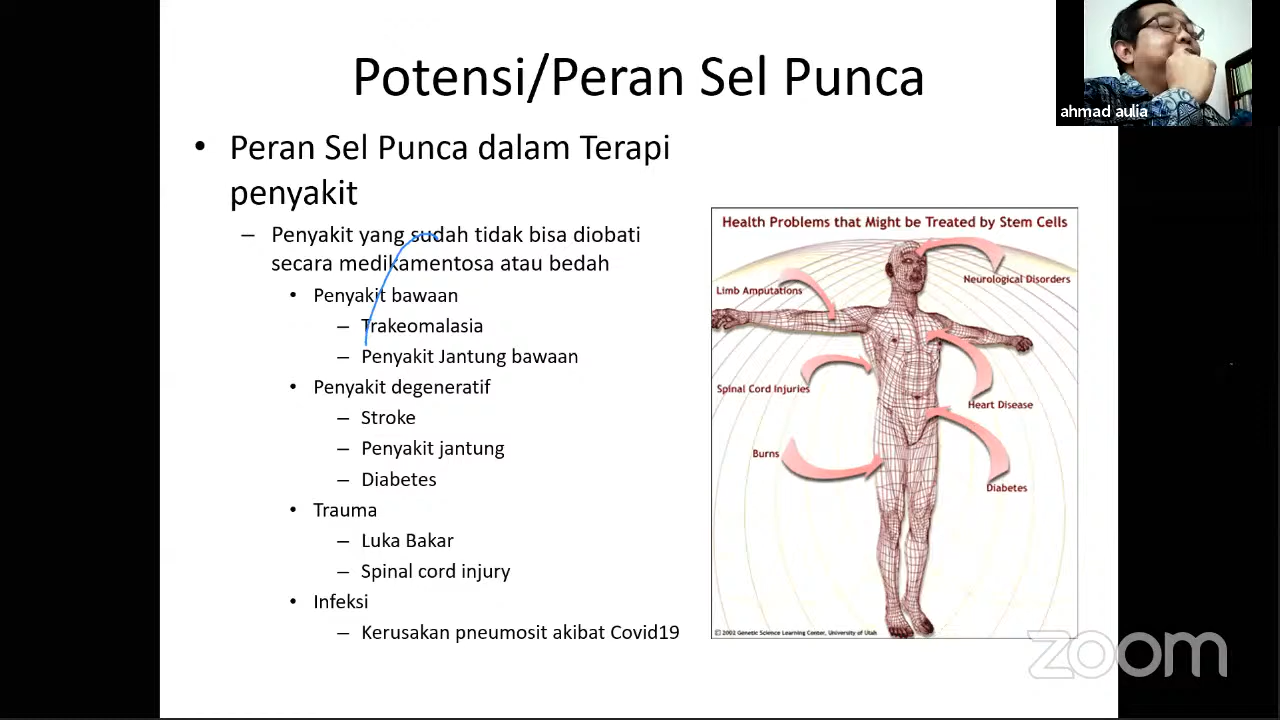 Potensi/Peran Sel Punca
ahmad aulia
• Peran Sel Punca dalam Terapi
penyakit
– Penyakit yang sudah tidak bisa diobati
secara medikamentosa atau bedah
• Penyakit bawaan
– Trakeomalasia
– Penyakit Jantung bawaan
• Penyakit degeneratif
– Stroke
– Penyakit jantung
– Diabetes
• Trauma
– Luka Bakar
– Spinal cord injury
• Infeksi
– Kerusakan pneumosit akibat Covid19
Health Problems that Might be Treated by Stem Cells
Neurological Disorders
Limb Amputations
Spinal Cord Injuries
Heart Disease
Burns
Diabetes
© 2002 Genetic Science Learning Center, University of Utah
zoom